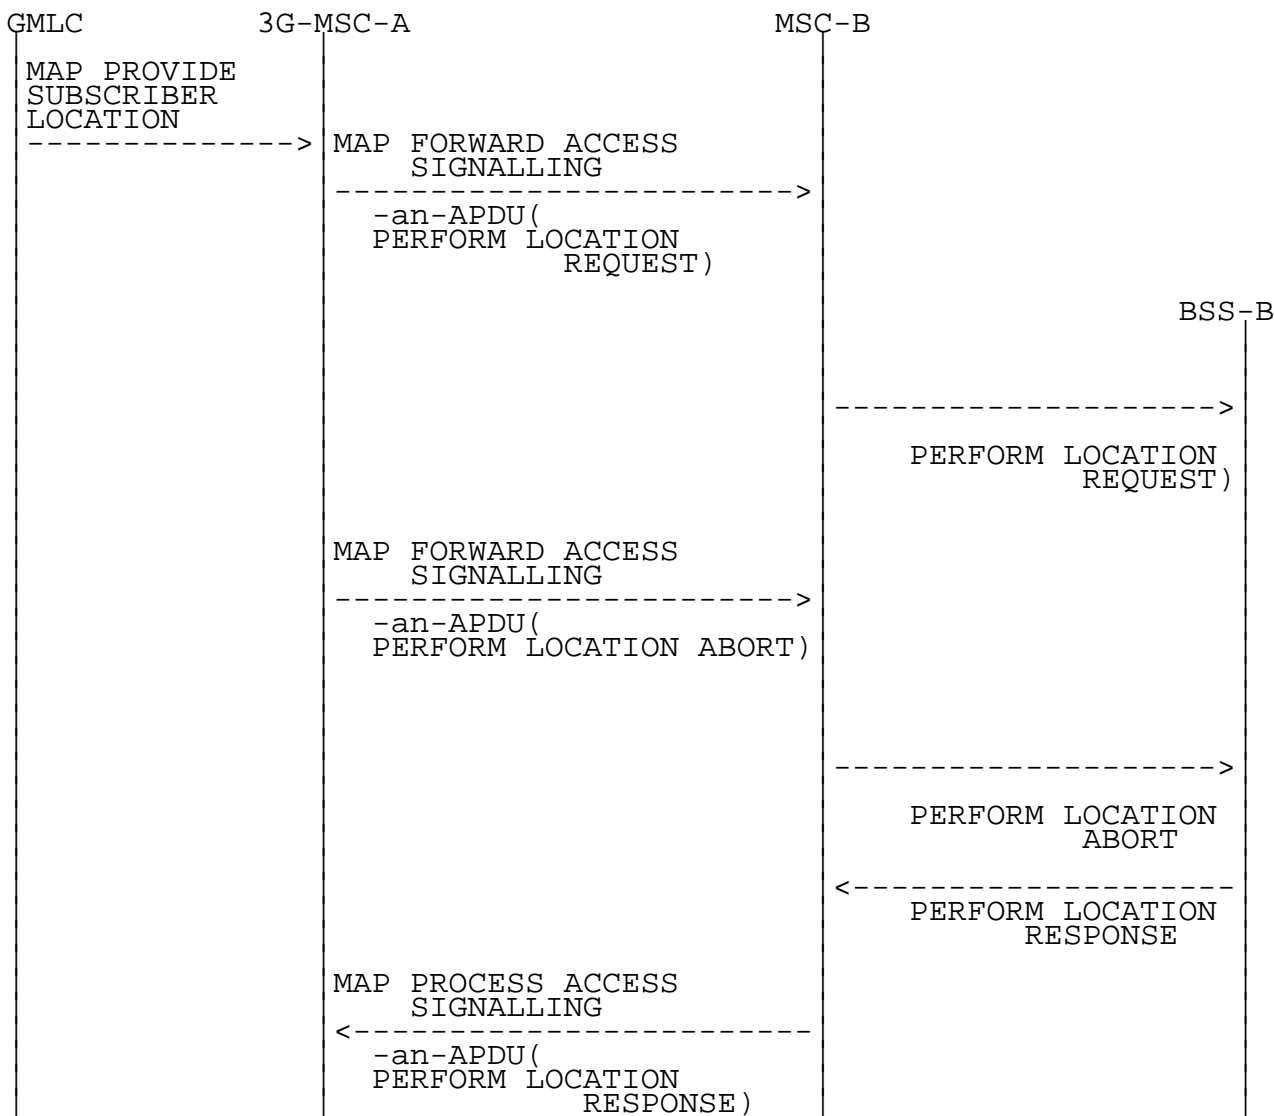 GMLC 3G-MSC-A MSC-B
MAP PROVIDE
SUBSCRIBER
LOCATION
MAP FORWARD ACCESS
SIGNALLING
-an-APDU(
PERFORM LOCATION
REQUEST)
BSS-B
PERFORM LOCATION
REQUEST)
MAP FORWARD ACCESS
SIGNALLING
-an-APDU(
PERFORM LOCATION ABORT)
PERFORM LOCATION
ABORT
PERFORM LOCATION
RESPONSE
MAP PROCESS ACCESS
SIGNALLING
-an-APDU(
PERFORM LOCATION
RESPONSE)